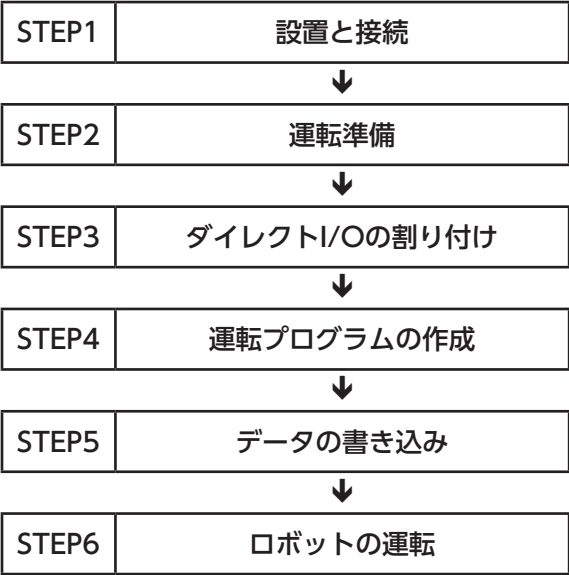 STEP1 設置と接続
STEP2 運転準備
STEP3 ダイレクトI/Oの割り付け
STEP4 運転プログラムの作成
STEP5 データの書き込み
STEP6 ロボットの運転